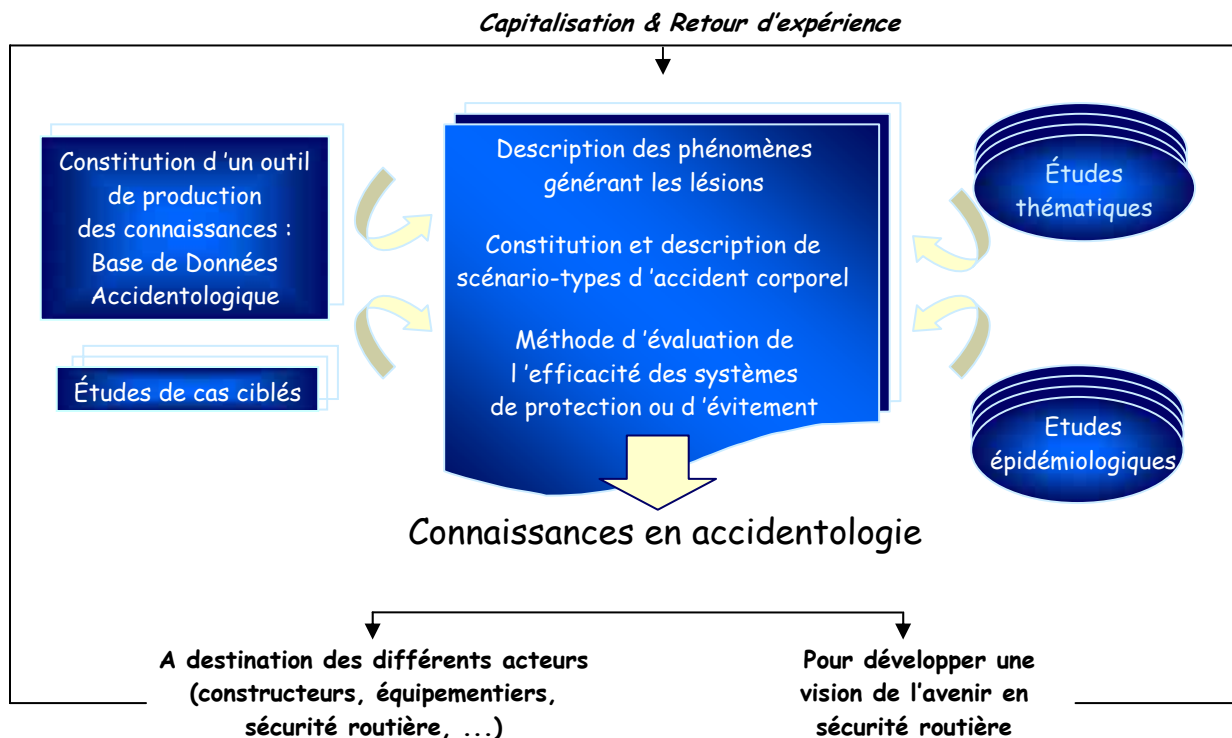 Capitalisation & Retour d’expérience
Constitution d ’un outil
de production
des connaissances :
Base de Données
Accidentologique
Études de cas ciblés
Description des phénomènes
générant les lésions
Constitution et description de
scénario-types d ’accident corporel
Méthode d ’évaluation de
l ’efficacité des systèmes
de protection ou d ’évitement
Études
thématiques
Etudes
épidémiologiques
Connaissances en accidentologie
A destination des différents acteurs
(constructeurs, équipementiers,
sécurité routière, ...)
Pour développer une
vision de l’avenir en
sécurité routière